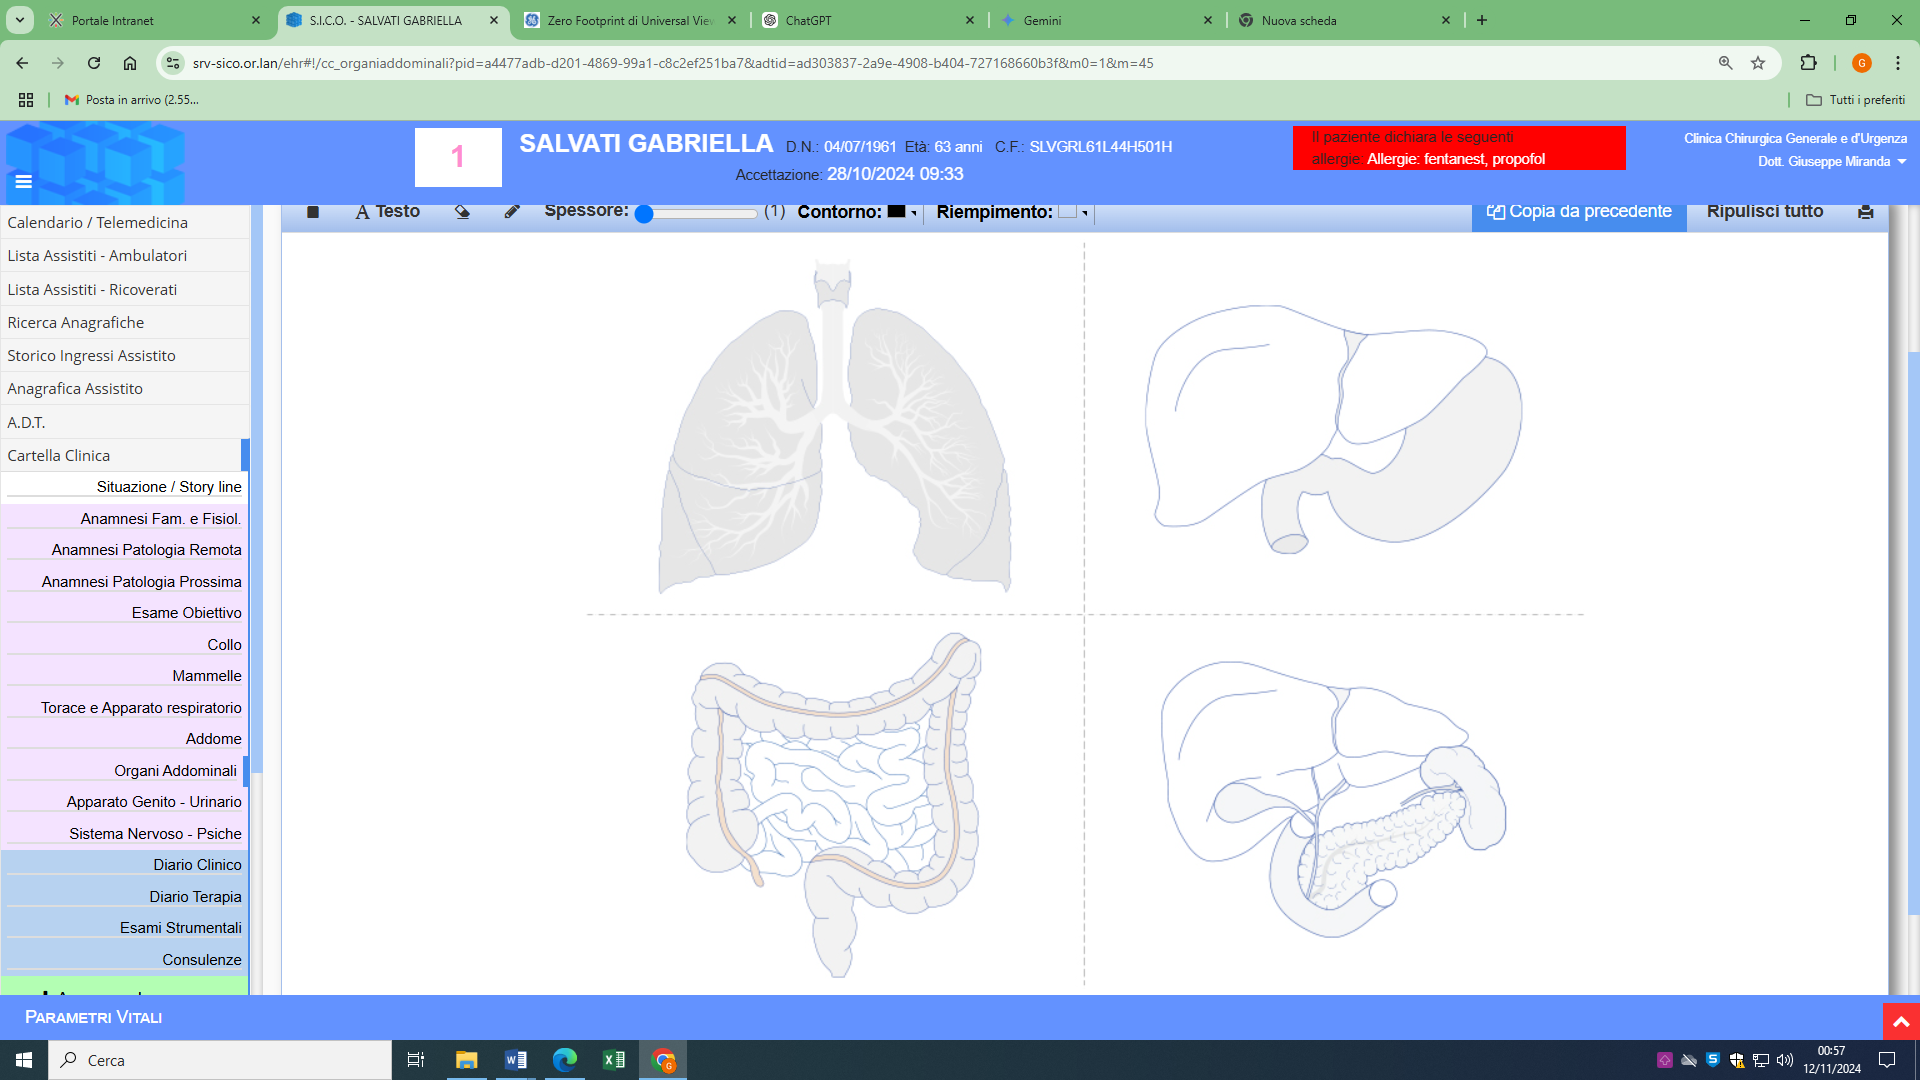 Portale Intranet
S.I.C.O. - SALVATI GABRIELLA
Zero Footprint di Universal View
ChatGPT
Gemini
Nuova scheda
srv-sico.or.lan/ehr#!/cc_organiaddominali?pid=a4477adb-d201-4869-99a1-c8c2ef251ba7&adtid=ad303837-2a9e-4908-b404-727168660b3f&m0=1&m=45
G
Posta in arrivo (2.55...
Tutti i preferiti
1
SALVATI GABRIELLA D.N.: 04/07/1961 Età: 63 anni C.F.: SLVGRL61L44H501H
Accettazione: 28/10/2024 09:33
Il paziente dichiara le seguenti
allergie: Allergie: fentanest, propofol
Clinica Chirurgica Generale e d'Urgenza
Dott. Giuseppe Miranda
A Testo
Spessore: (1)
Contorno:
Riempimento:
Copia da precedente
Ripulisci tutto
Calendario / Telemedicina
Lista Assistiti - Ambulatori
Lista Assistiti - Ricoverati
Ricerca Anagrafiche
Storico Ingressi Assistito
Anagrafica Assistito
A.D.T.
Cartella Clinica
Situazione / Story line
Anamnesi Fam. e Fisiol.
Anamnesi Patologia Remota
Anamnesi Patologia Prossima
Esame Obiettivo
Collo
Mammelle
Torace e Apparato respiratorio
Addome
Organi Addominali
Apparato Genito - Urinario
Sistema Nervoso - Psiche
Diario Clinico
Diario Terapia
Esami Strumentali
Consulenze
PARAMETRI VITALI
Cerca
00:57
12/11/2024